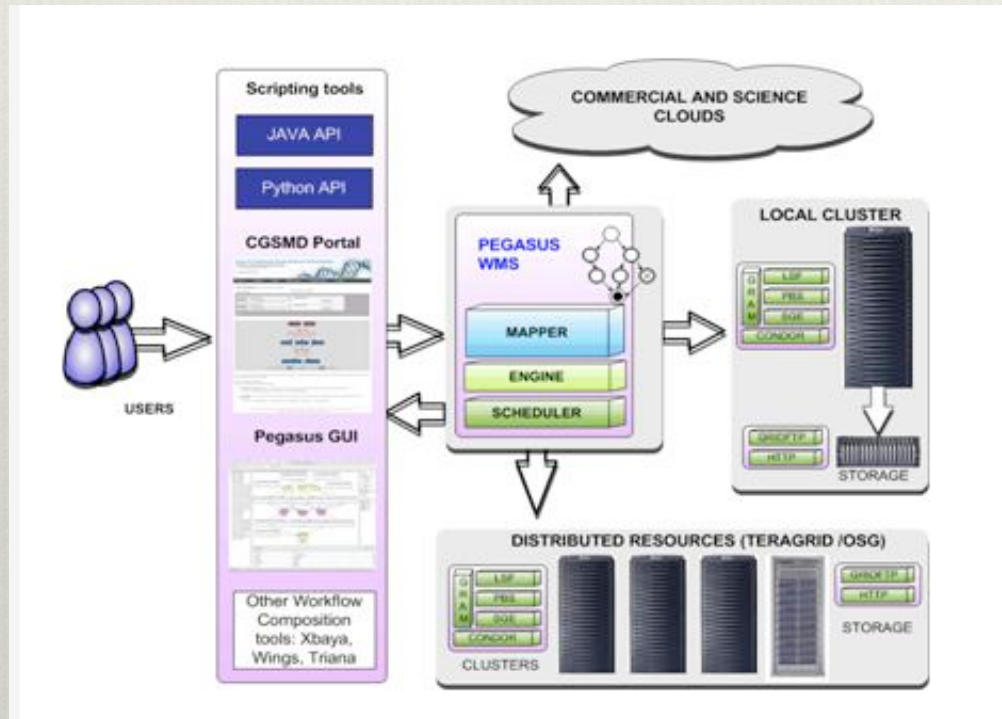 Scripting tools
JAVA API
Python API
CGSMD Portal
Pegasus GUI
Other Workflow
Composition
tools: Xbaya,
Wings, Triana
USERS
COMMERCIAL AND SCIENCE
CLOUDS
PEGASUS
WMS
MAPPER
ENGINE
SCHEDULER
LOCAL CLUSTER
GRAM
LSF
PBS
SGE
CONDOR
GRIDFTP
HTTP
STORAGE
DISTRIBUTED RESOURCES (TERAGRID /OSG)
GRAM
LSF
PBS
SGE
CONDOR
CLUSTERS
GRIDFTP
HTTP
STORAGE